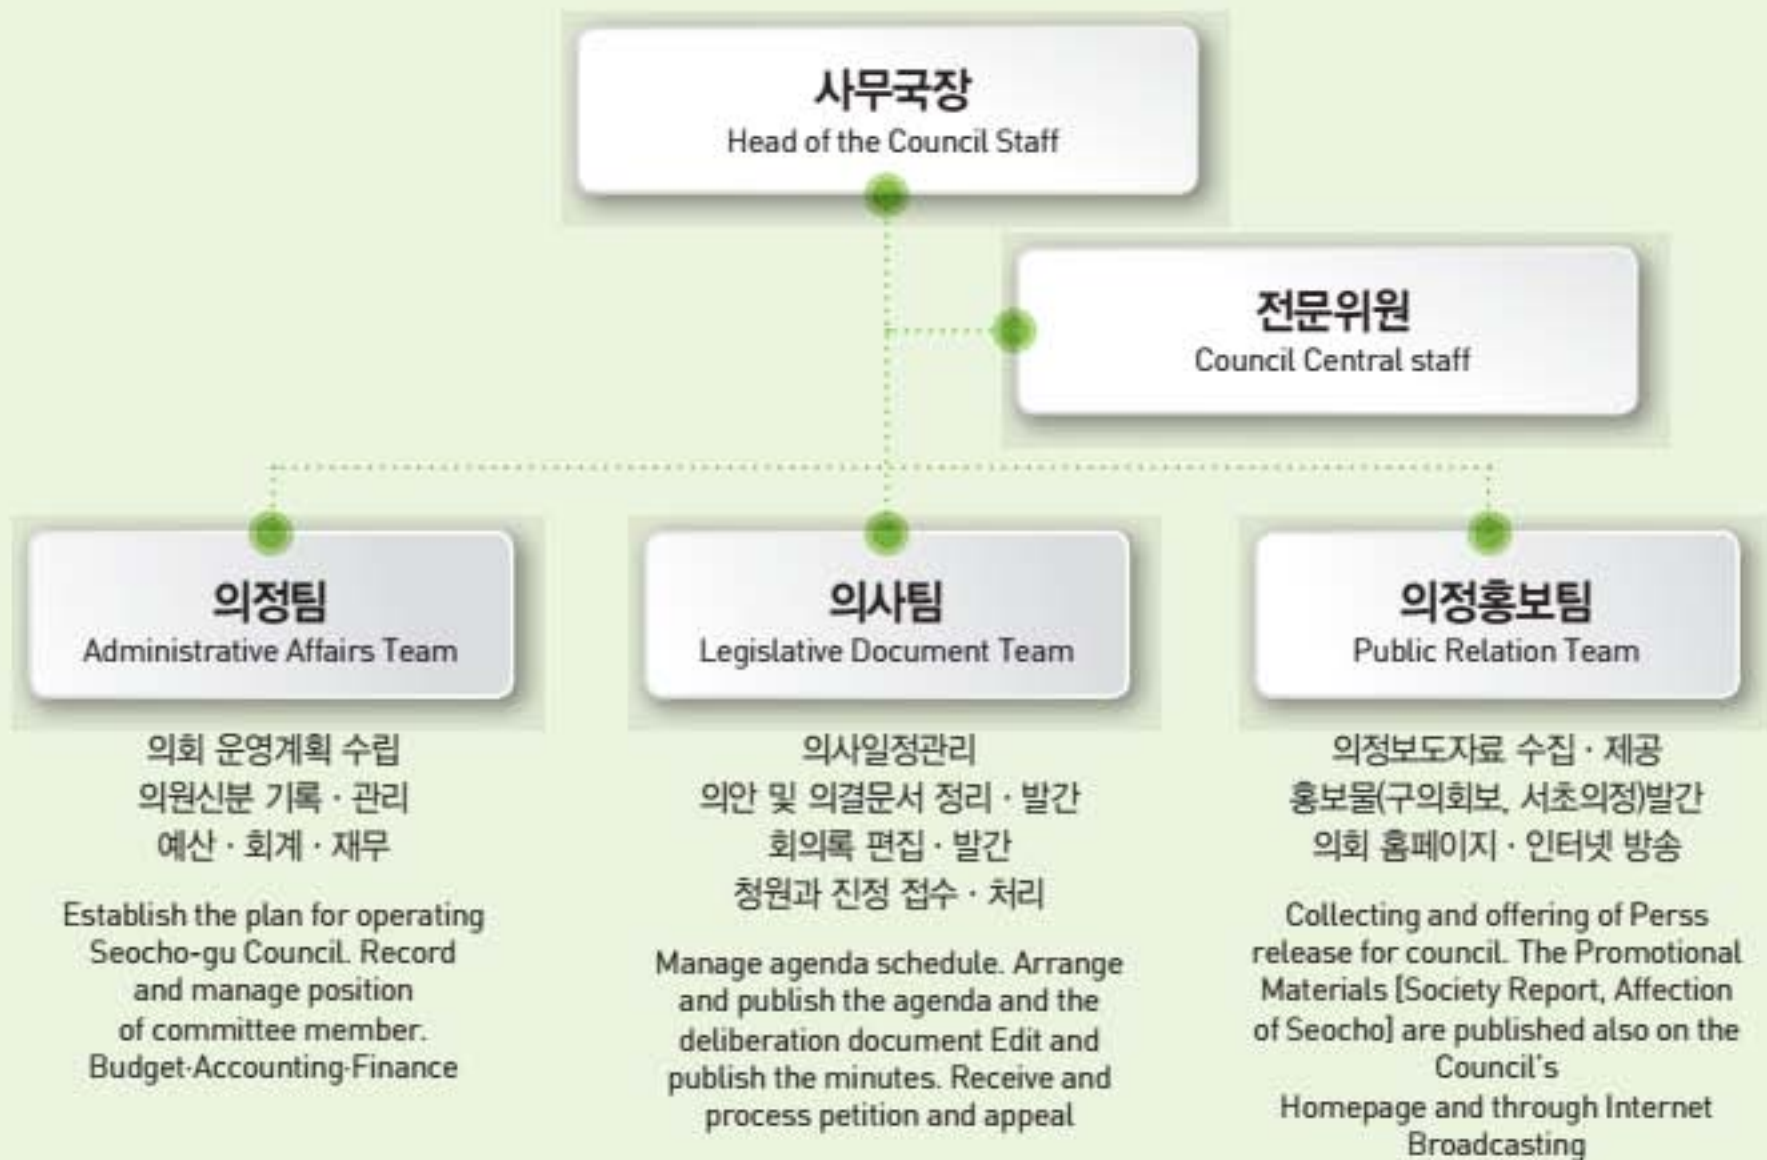 사무국장
Head of the Council Staff
전문위원
Council Central staff
의정팀
Administrative Affairs Team
의회 운영계획 수립
의원신분 기록 · 관리
예산 · 회계 · 재무
Establish the plan for operating
Seocho-gu Council. Record
and manage position
of committee member.
Budget·Accounting·Finance
의사팀
Legislative Document Team
의사일정관리
의안 및 의결문서 정리 · 발간
회의록 편집 · 발간
청원과 진정 접수 · 처리
Manage agenda schedule. Arrange
and publish the agenda and the
deliberation document Edit and
publish the minutes. Receive and
process petition and appeal
의정홍보팀
Public Relation Team
의정보도자료 수집 · 제공
홍보물(구의회보, 서초의정)발간
의회 홈페이지 · 인터넷 방송
Collecting and offering of Perss
release for council. The Promotional
Materials [Society Report, Affection
of Seocho] are published also on the
Council's
Homepage and through Internet
Broadcasting